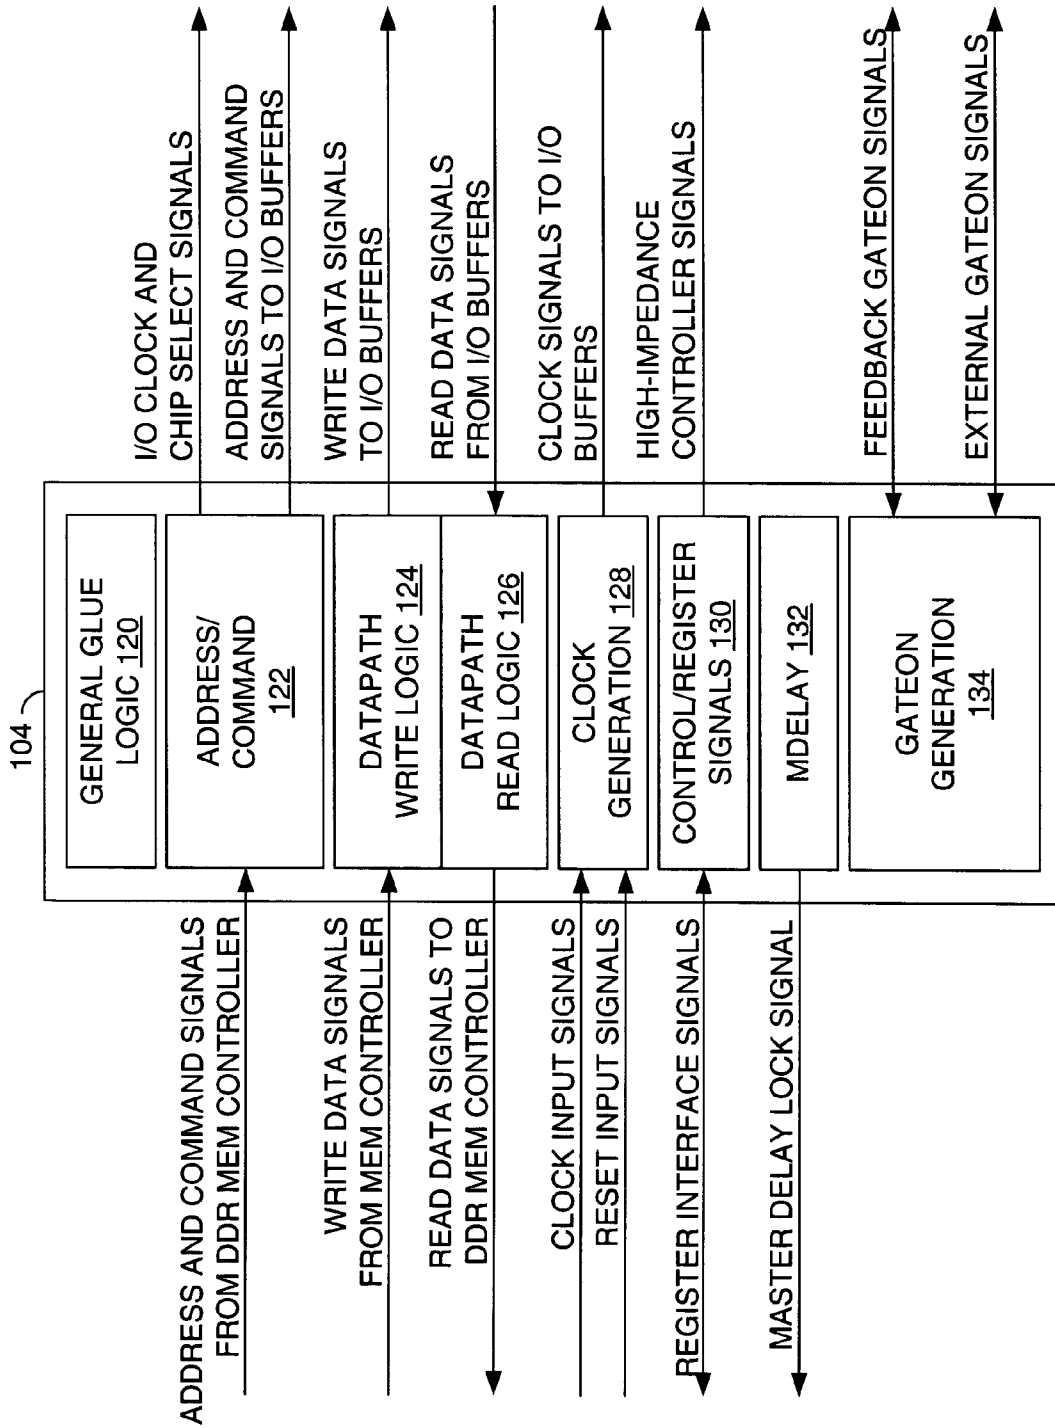 104
ADDRESS AND COMMAND SIGNALS
FROM DDR MEM CONTROLLER
WRITE DATA SIGNALS
FROM MEM CONTROLLER
READ DATA SIGNALS TO
DDR MEM CONTROLLER
CLOCK INPUT SIGNALS
RESET INPUT SIGNALS
REGISTER INTERFACE SIGNALS
MASTER DELAY LOCK SIGNAL
GENERAL GLUE
LOGIC 120
ADDRESS/
COMMAND
122
DATAPATH
WRITE LOGIC 124
DATAPATH
READ LOGIC 126
CLOCK
GENERATION 128
CONTROL/REGISTER
SIGNALS 130
MDELAY 132
GATEON
GENERATION
134
I/O CLOCK AND
CHIP SELECT SIGNALS
ADDRESS AND COMMAND
SIGNALS TO I/O BUFFERS
WRITE DATA SIGNALS
TO I/O BUFFERS
READ DATA SIGNALS
FROM I/O BUFFERS
CLOCK SIGNALS TO I/O
BUFFERS
HIGH-IMPEDANCE
CONTROLLER SIGNALS
FEEDBACK GATEON SIGNALS
EXTERNAL GATEON SIGNALS